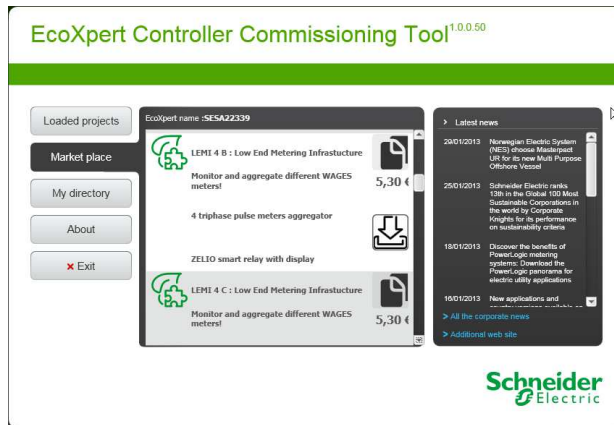 EcoXpert Controller Commissioning Tool 1.0.0.50
Loaded projects
Market place
My directory
About
× Exit
EcoXpert name :SESA22339
LEMI 4 B : Low End Metering Infrastucture
Monitor and aggregate different WAGES
meters!
5,30 €
4 triphase pulse meters aggregator
ZELIO smart relay with display
LEMI 4 C : Low End Metering Infrastucture
Monitor and aggregate different WAGES
meters!
5,30 €
> Latest news
29/01/2013 Norwegian Electric System
(NES) choose Masterpact
UR for its new Multi Purpose
Offshore Vessel
25/01/2013 Schneider Electric ranks
13th in the Global 100 Most
Sustainable Corporations in
the world by Corporate
Knights for its performance
on sustainability criteria
18/01/2013 Discover the benefits of
PowerLogic metering
systems: Download the
PowerLogic panorama for
electric utility applications
16/01/2013 New applications and
> All the corporate news
> Additional web site
Schneider
Electric